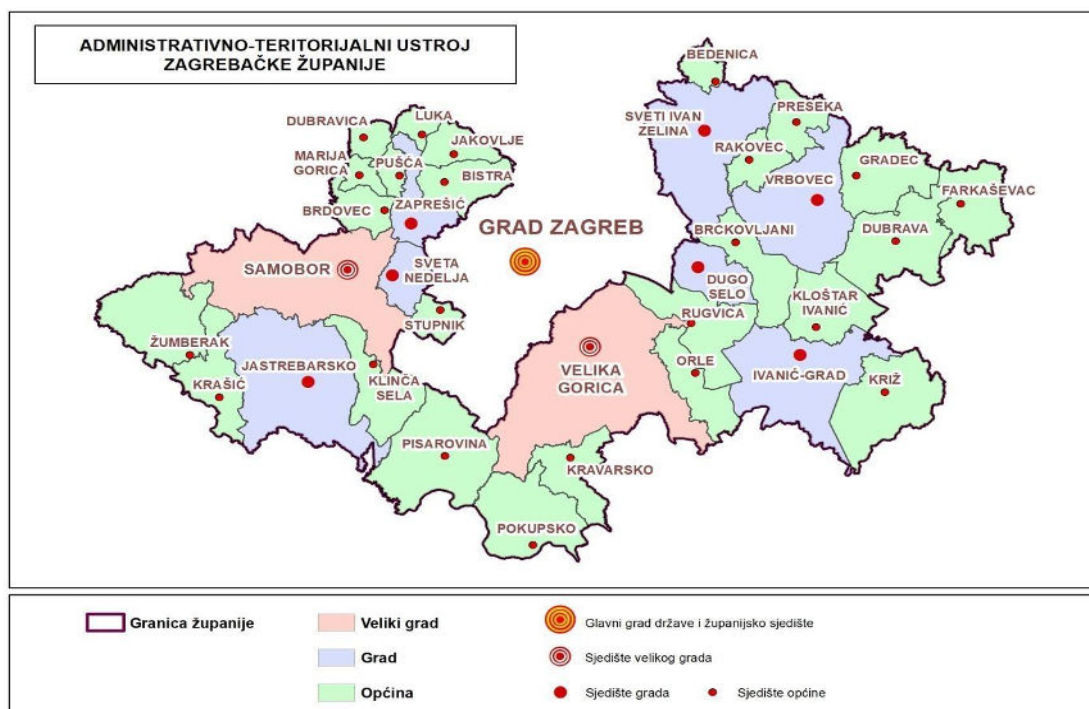 ADMINISTRATIVNO-TERITORIJALNI USTROJ
ZAGREBAČKE ŽUPANIJE
BEDENICA
SVETI IVAN
ZELINA
PRESEKA
RAKOVEC
GRADEC
VRBOVEC
FARKAŠEVAC
DUBRAVA
BRCKOVLJANI
DUBRAVICA
LUKA
JAKOVLJE
MARIJA
GORICA
PUŠĆA
BISTRA
BRDOVEC
ZAPREŠIĆ
GRAD ZAGREB
SAMOBOR
SVETA
NEDELJA
DUGO
SELO
KLOŠTAR
IVANIĆ
STUPNIK
RUGVICA
ŽUMBERAK
JASTREBARSKO
KLINČA
SELA
VELIKA
GORICA
ORLE
IVANIĆ-GRAD
KRIŽ
KRAŠIĆ
PISAROVINA
KRAVARSKO
POKUPSKO
Granica županije
Veliki grad
Glavni grad države i županijsko sjedište
Grad
Sjedište velikog grada
Općina
Sjedište grada
Sjedište općine